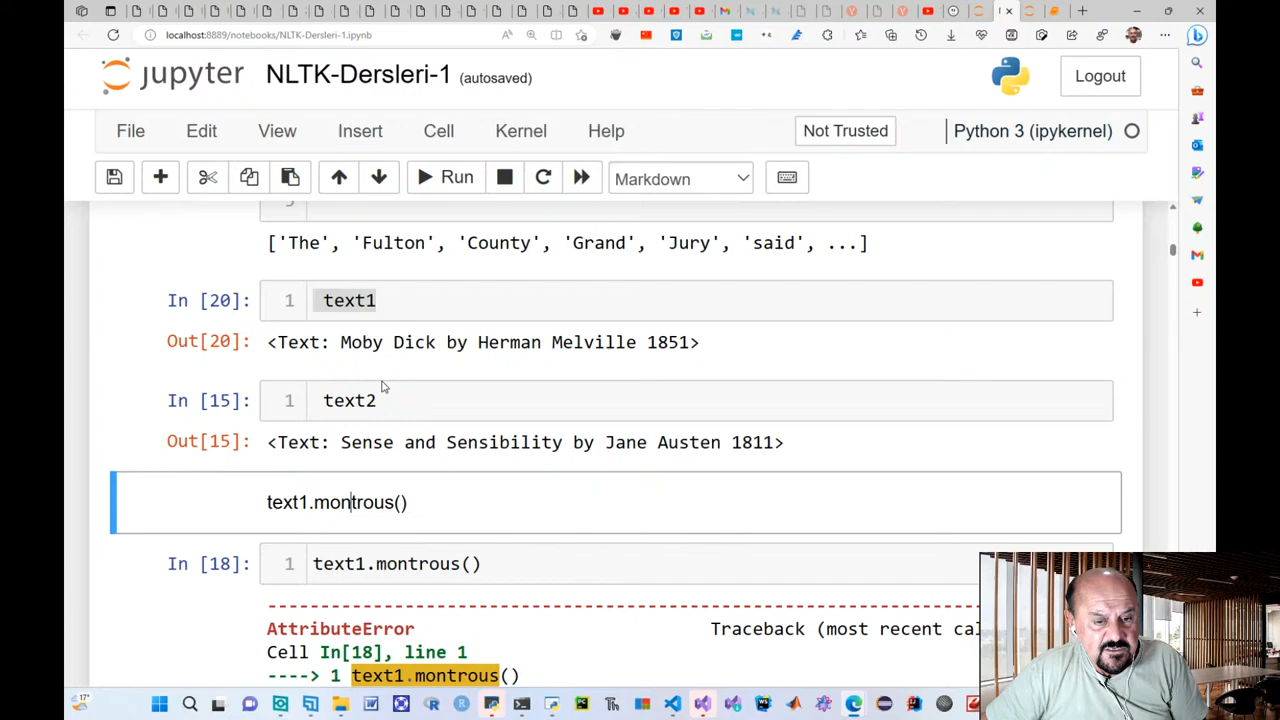 localhost:8889/notebooks/NLTK-Dersleri-1.ipynb
jupyter NLTK-Dersleri-1 (autosaved)
Logout
File Edit View Insert Cell Kernel Help
Not Trusted
Python 3 (ipykernel)
Run
Markdown
['The', 'Fulton', 'County', 'Grand', 'Jury', 'said', ...]
In [20]: 1 text1
Out[20]: <Text: Moby Dick by Herman Melville 1851>
In [15]: 1 text2
Out[15]: <Text: Sense and Sensibility by Jane Austen 1811>
text1.montrous()
In [18]: 1 text1.montrous()
---------------------------------------------------------------------------
AttributeError Traceback (most recent cal
Cell In[18], line 1
----> 1 text1.montrous()
17°